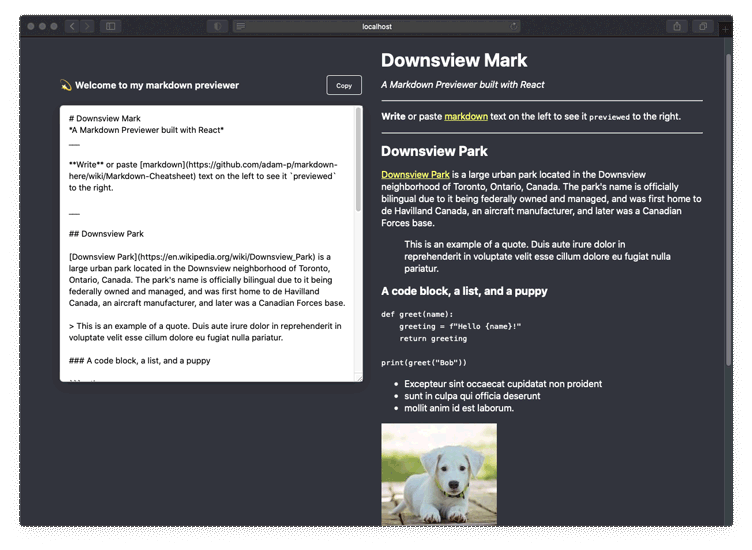 localhost
💫 Welcome to my markdown previewer
Copy
# Downsview Mark
*A Markdown Previewer built with React*
___
**Write** or paste [markdown](https://github.com/adam-p/markdown-
here/wiki/Markdown-Cheatsheet) text on the left to see it `previewed`
to the right.
___
## Downsview Park
[Downsview Park](https://en.wikipedia.org/wiki/Downsview_Park) is a
large urban park located in the Downsview neighborhood of Toronto,
Ontario, Canada. The park's name is officially bilingual due to it being
federally owned and managed, and was first home to de Havilland
Canada, an aircraft manufacturer, and later was a Canadian Forces base.
> This is an example of a quote. Duis aute irure dolor in reprehenderit in
voluptate velit esse cillum dolore eu fugiat nulla pariatur.
### A code block, a list, and a puppy
Downsview Mark
A Markdown Previewer built with React
Write or paste markdown text on the left to see it previewed to the right.
Downsview Park
Downsview Park is a large urban park located in the Downsview
neighborhood of Toronto, Ontario, Canada. The park's name is officially
bilingual due to it being federally owned and managed, and was first home to
de Havilland Canada, an aircraft manufacturer, and later was a Canadian
Forces base.
This is an example of a quote. Duis aute irure dolor in
reprehenderit in voluptate velit esse cillum dolore eu fugiat nulla
pariatur.
A code block, a list, and a puppy
def greet(name):
    greeting = f"Hello {name}!"
    return greeting
print(greet("Bob"))
• Excepteur sint occaecat cupidatat non proident
• sunt in culpa qui officia deserunt
• mollit anim id est laborum.